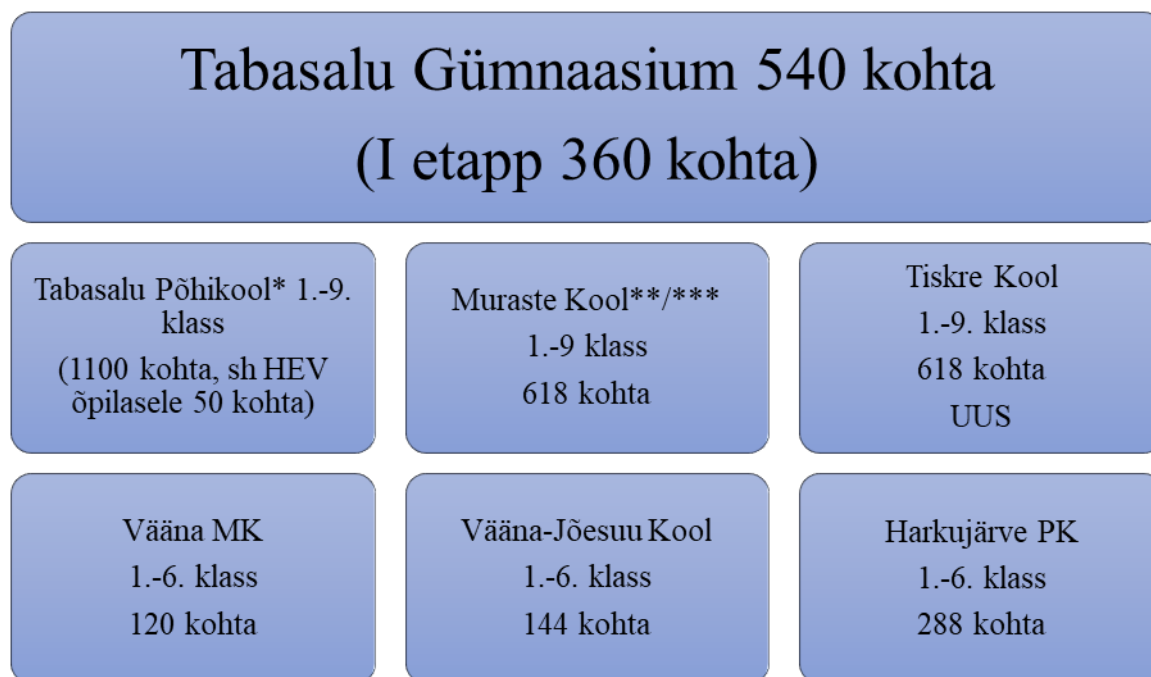 Tabasalu Gümnaasium 540 kohta
(I etapp 360 kohta)
Tabasalu Põhikool* 1.-9.
klass
(1100 kohta, sh HEV
õpilasele 50 kohta)
Muraste Kool**/***
1.-9 klass
618 kohta
Tiskre Kool
1.-9. klass
618 kohta
UUS
Vääna MK
1.-6. klass
120 kohta
Vääna-Jõesuu Kool
1.-6. klass
144 kohta
Harkujärve PK
1.-6. klass
288 kohta